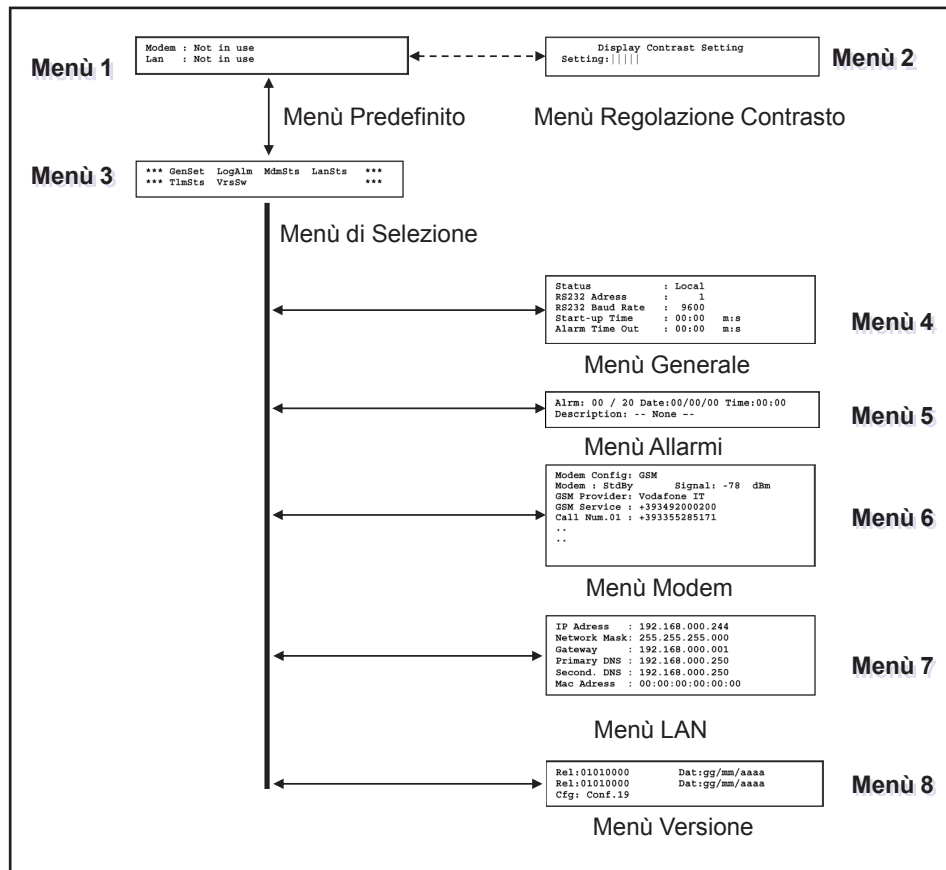 Modem : Not in use
Lan : Not in use
Menù 1
Display Contrast Setting
Setting:|||||
Menù 2
Menù Predefinito
Menù Regolazione Contrasto
Menù 3
*** GenSet LogAlm MdmSts LanSts ***
*** TlmSts VrsSw ***
Menù di Selezione
Status : Local
RS232 Adress : 1
RS232 Baud Rate : 9600
Start-up Time : 00:00 m:s
Alarm Time Out : 00:00 m:s
Menù 4
Menù Generale
Alrm: 00 / 20 Date:00/00/00 Time:00:00
Description: -- None --
Menù 5
Menù Allarmi
Modem Config: GSM
Modem : StdBy Signal: -78 dBm
GSM Provider: Vodafone IT
GSM Service : +393492000200
Call Num.01 : +393355285171
..
..
Menù 6
Menù Modem
IP Adress : 192.168.000.244
Network Mask: 255.255.255.000
Gateway : 192.168.000.001
Primary DNS : 192.168.000.250
Second. DNS : 192.168.000.250
Mac Adress : 00:00:00:00:00:00
Menù 7
Menù LAN
Rel:01010000 Dat:gg/mm/aaaa
Rel:01010000 Dat:gg/mm/aaaa
Cfg: Conf.19
Menù 8
Menù Versione